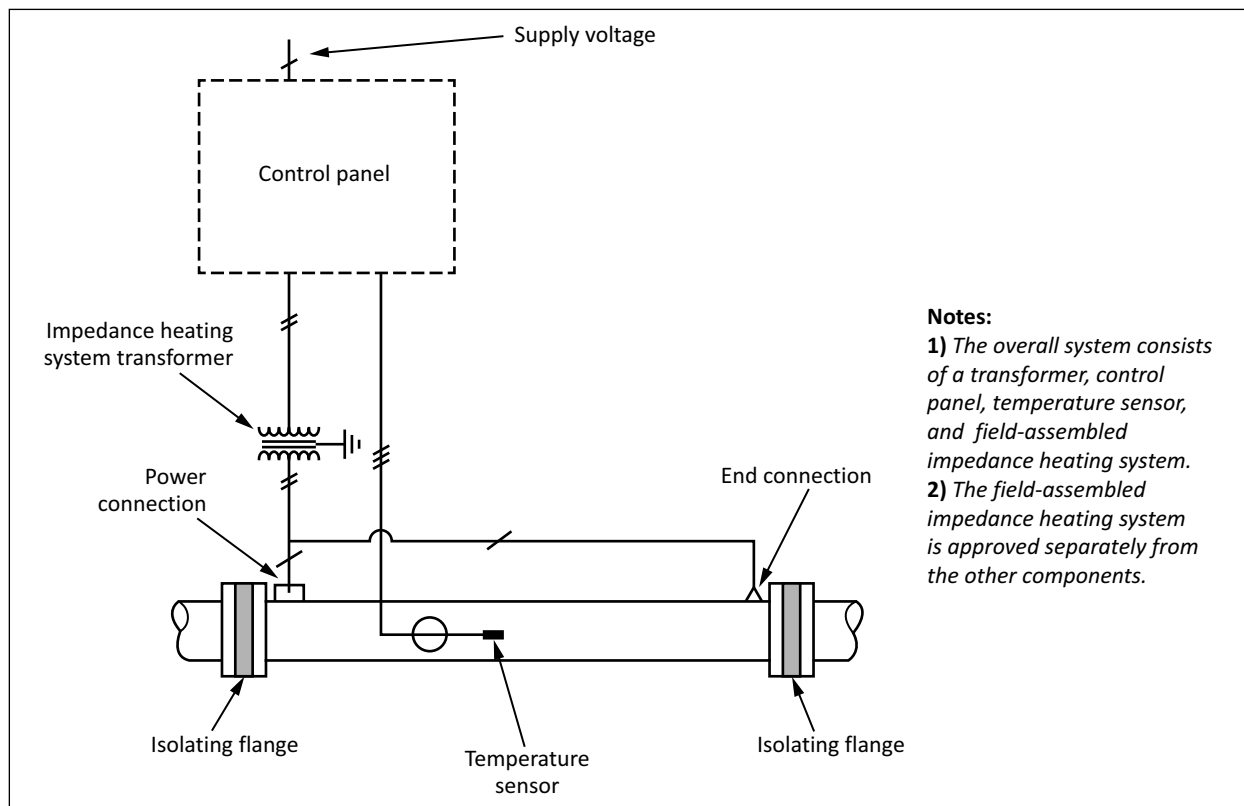 Supply voltage
Control panel
Impedance heating
system transformer
Power
connection
End connection
Isolating flange
Temperature
sensor
Isolating flange
Notes:
1) The overall system consists
of a transformer, control
panel, temperature sensor,
and field-assembled
impedance heating system.
2) The field-assembled
impedance heating system
is approved separately from
the other components.